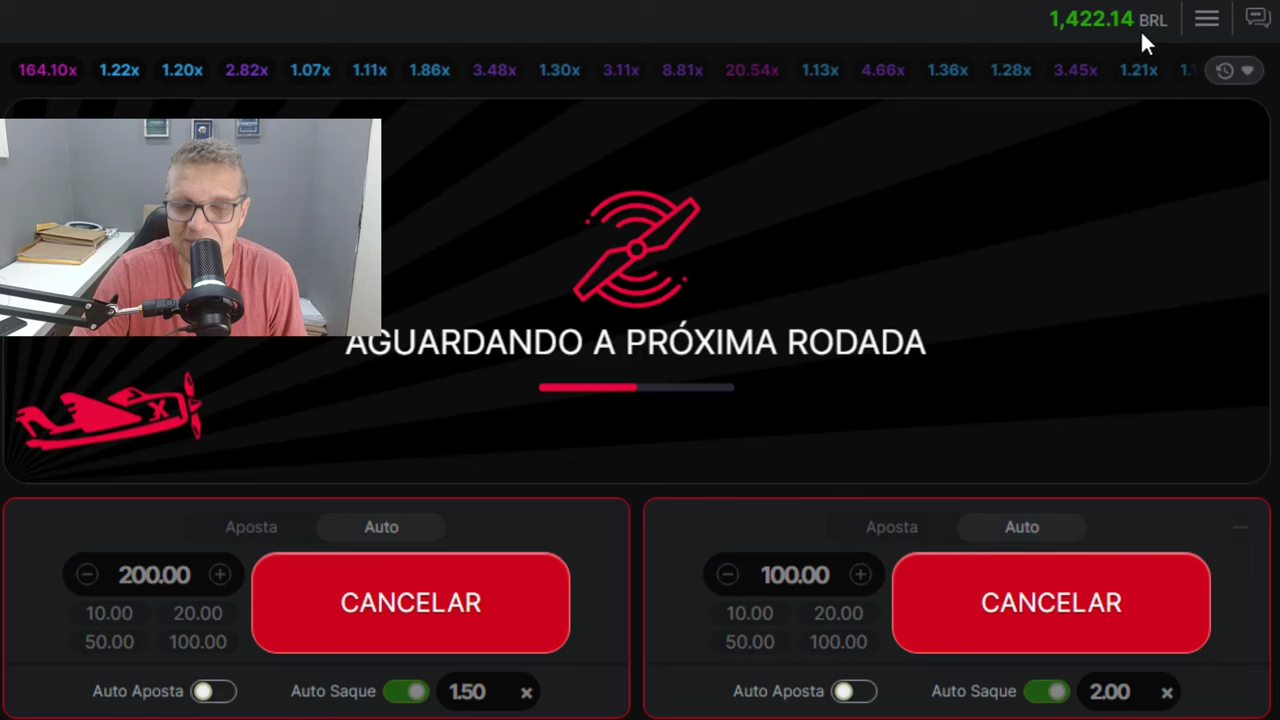 1,422.14 BRL
164.10x 1.22x 1.20x 2.82x 1.07x 1.11x 1.86x 3.48x 1.30x 3.11x 8.81x 20.54x 1.13x 4.66x 1.36x 1.28x 3.45x 1.21x
AGUARDANDO A PRÓXIMA RODADA
X
Aposta Auto
200.00
CANCELAR
10.00 20.00
50.00 100.00
Auto Aposta Auto Saque 1.50 ×
Aposta Auto
100.00
CANCELAR
10.00 20.00
50.00 100.00
Auto Aposta Auto Saque 2.00 ×